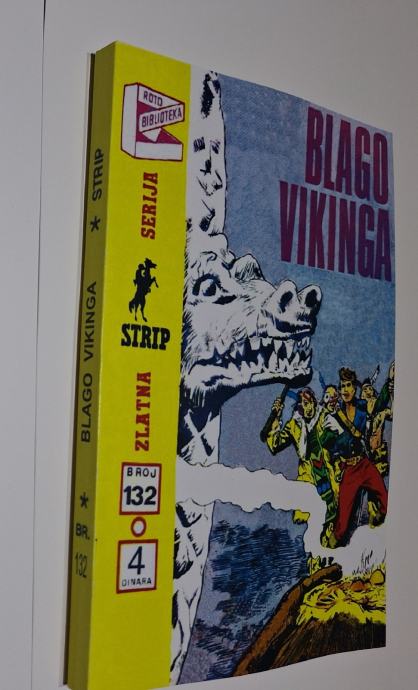 BR. 132 * BLAGO VIKINGA * STRIP
ROTO
BIBLIOTEKA
ZLATNA STRIP SERIJA
BROJ
132
4
DINARA
BLAGO
VIKINGA